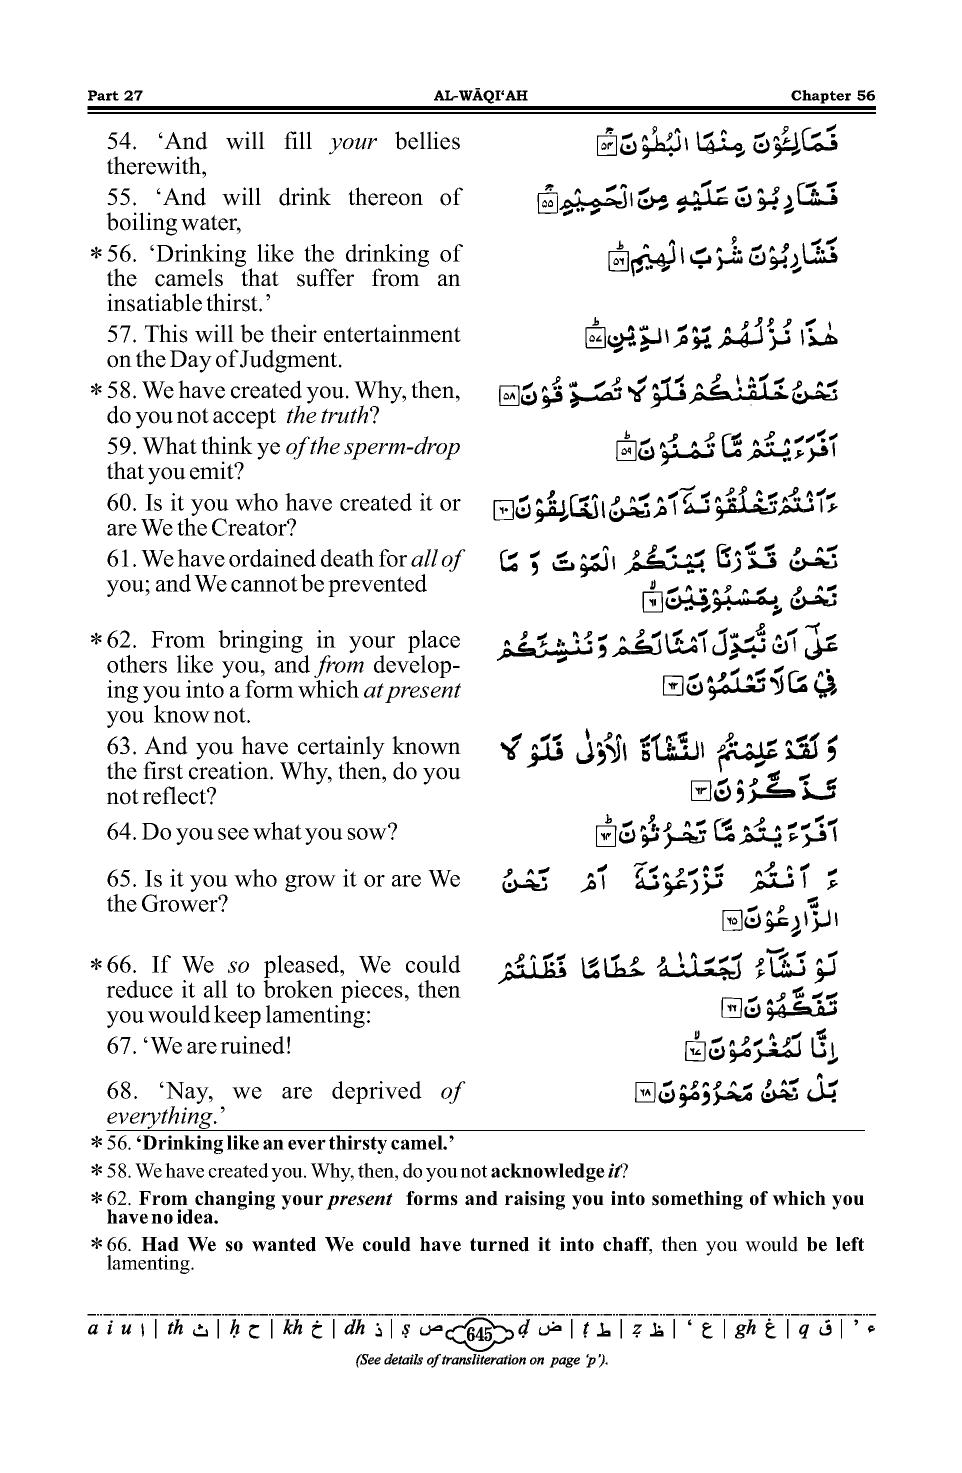 Part 27 AL-WĀQI‘AH Chapter 56
54. ‘And will fill your bellies
therewith,
فَمَالِـُٔوْنَ مِنْهَا الْبُطُوْنَ ۚ۝۵۴
55. ‘And will drink thereon of
boiling water,
فَشَارِبُوْنَ عَلَيْهِ مِنَ الْحَمِيْمِ ۚ۝۵۵
*56. ‘Drinking like the drinking of
the camels that suffer from an
insatiable thirst.’
فَشَارِبُوْنَ شُرْبَ الْهِيْمِ ؕ۝۵۶
57. This will be their entertainment
on the Day of Judgment.
هٰذَا نُزُلُهُمْ يَوْمَ الدِّيْنِ ؕ۝۵۷
*58. We have created you. Why, then,
do you not accept the truth?
نَحْنُ خَلَقْنٰكُمْ فَلَوْ لَا تُصَدِّقُوْنَ ۝۵۸
59. What think ye of the sperm-drop
that you emit?
اَفَرَءَيْتُمْ مَّا تُمْنُوْنَ ؕ۝۵۹
60. Is it you who have created it or
are We the Creator?
ءَاَنْتُمْ تَخْلُقُوْنَهٗۤ اَمْ نَحْنُ الْخَالِقُوْنَ ۝۶۰
61. We have ordained death for all of
you; and We cannot be prevented
نَحْنُ قَدَّرْنَا بَيْنَكُمُ الْمَوْتَ وَ مَا
نَحْنُ بِمَسْبُوْقِيْنَ ۙ۝۶۱
*62. From bringing in your place
others like you, and from develop-
ing you into a form which at present
you know not.
عَلٰۤى اَنْ نُّبَدِّلَ اَمْثَالَكُمْ وَ نُنْشِئَكُمْ
فِيْ مَا لَا تَعْلَمُوْنَ ۝۶۲
63. And you have certainly known
the first creation. Why, then, do you
not reflect?
وَ لَقَدْ عَلِمْتُمُ النَّشْاَةَ الْاُوْلٰى فَلَوْ لَا
تَذَكَّرُوْنَ ۝۶۳
64. Do you see what you sow?
اَفَرَءَيْتُمْ مَّا تَحْرُثُوْنَ ؕ۝۶۴
65. Is it you who grow it or are We
the Grower?
ءَ اَنْتُمْ تَزْرَعُوْنَهٗۤ اَمْ نَحْنُ
الزَّارِعُوْنَ ۝۶۵
*66. If We so pleased, We could
reduce it all to broken pieces, then
you would keep lamenting:
لَوْ نَشَآءُ لَجَعَلْنٰهُ حُطَامًا فَظَلْتُمْ
تَفَكَّهُوْنَ ۝۶۶
67. ‘We are ruined!
اِنَّا لَمُغْرَمُوْنَ ۙ۝۶۷
68. ‘Nay, we are deprived of
everything.’
بَلْ نَحْنُ مَحْرُوْمُوْنَ ۝۶۸
*56. ‘Drinking like an ever thirsty camel.’
*58. We have created you. Why, then, do you not acknowledge it?
*62. From changing your present forms and raising you into something of which you
have no idea.
*66. Had We so wanted We could have turned it into chaff, then you would be left
lamenting.
a i u ا | th ث | ḥ ح | kh خ | dh ذ | ṣ ص 645 ḍ ض | ṭ ط | ẓ ظ | ‘ ع | gh غ | q ق | ’ ء
(See details of transliteration on page ‘p’).